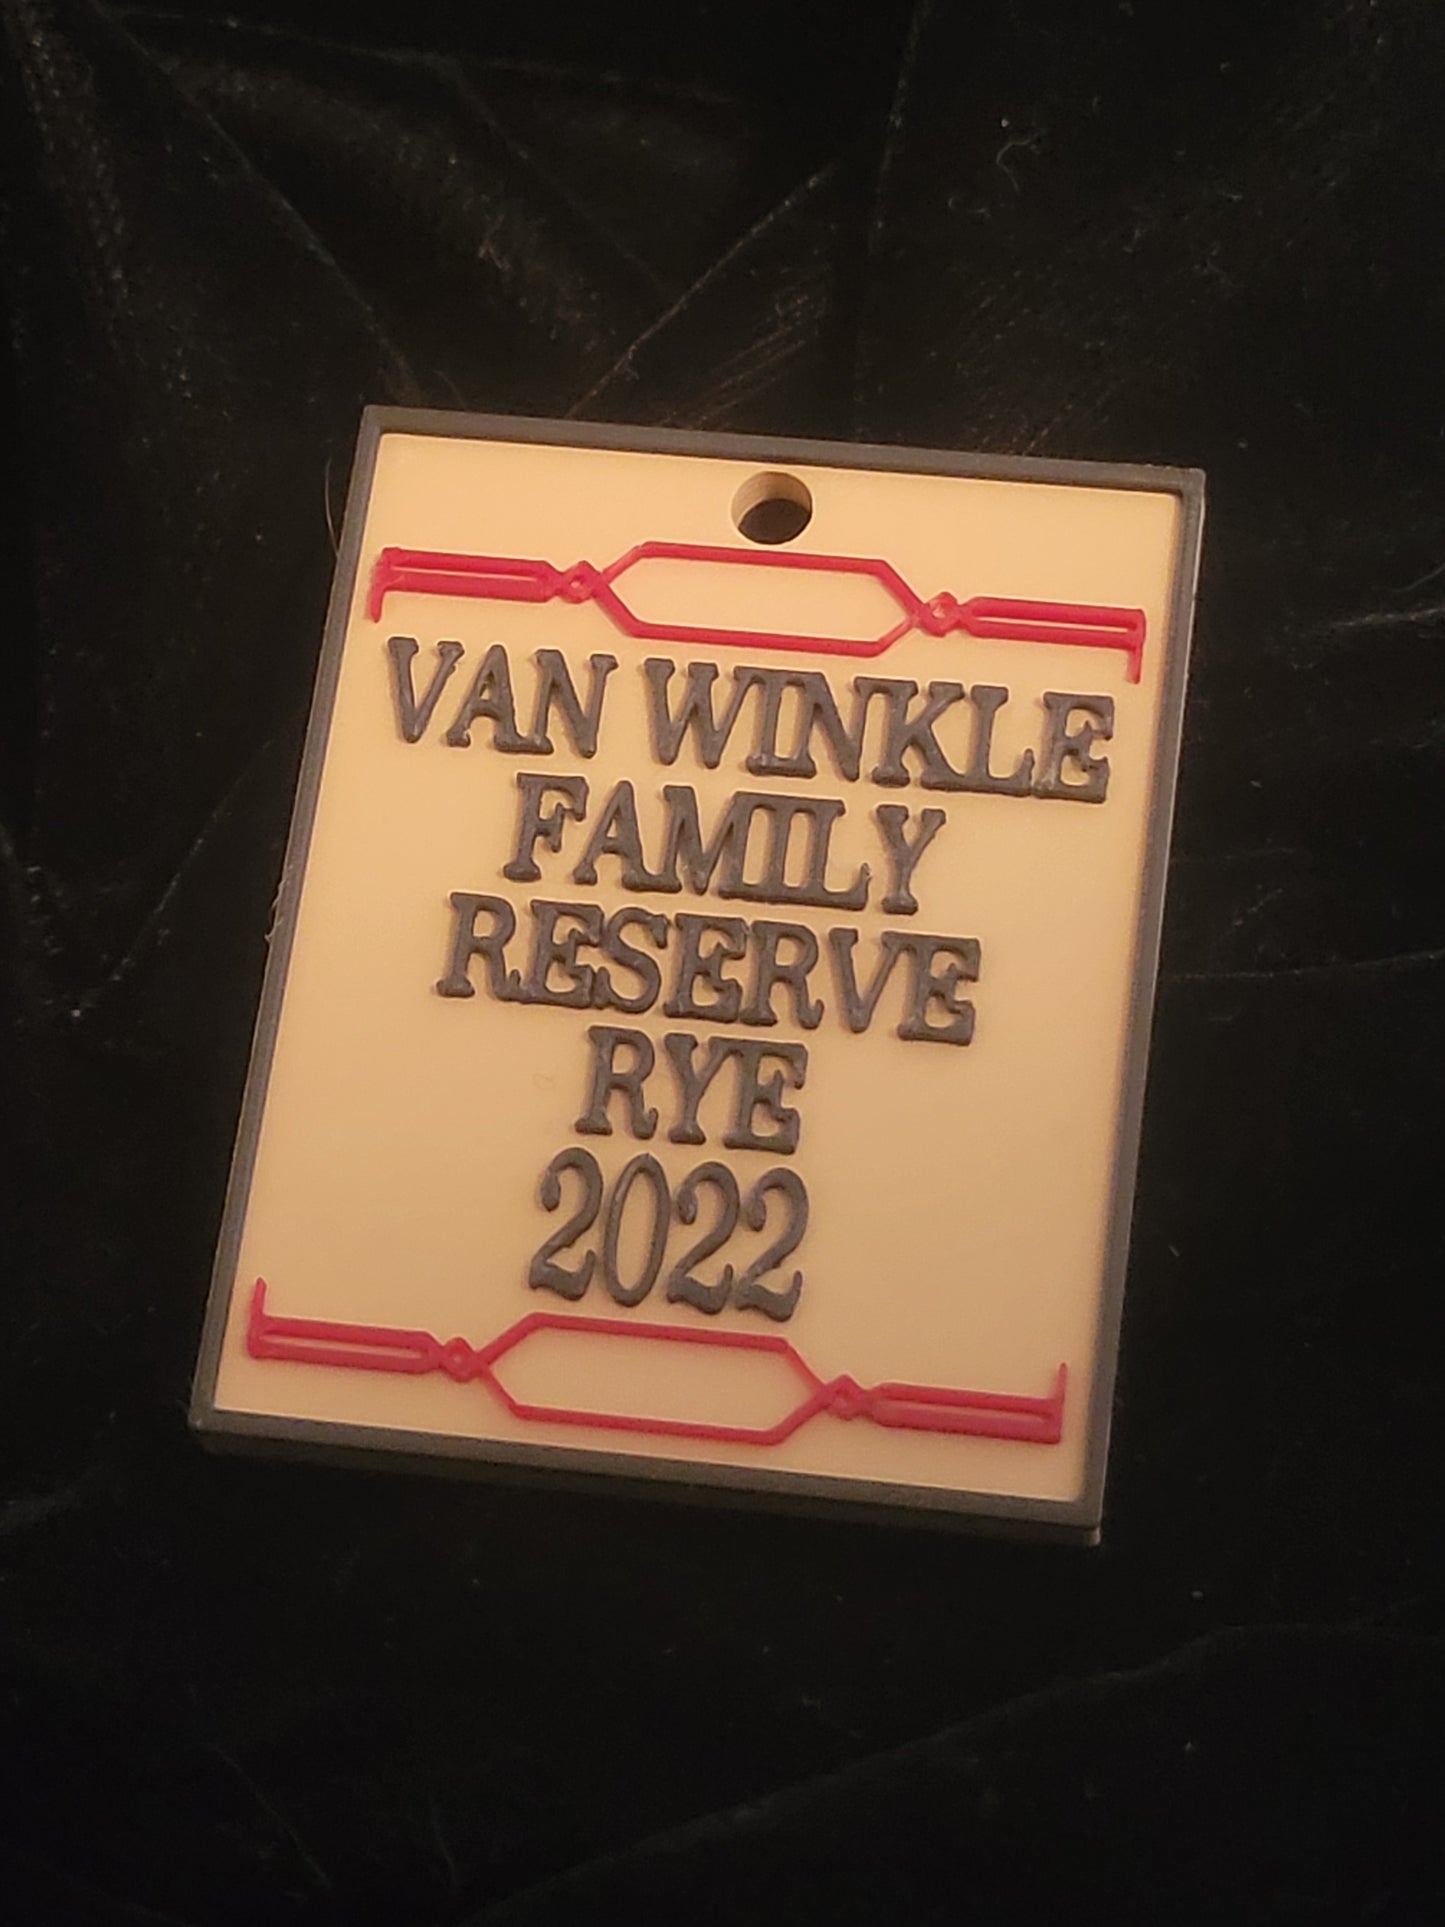 VAN WINKLE
FAMILY
RESERVE
RYE
2022